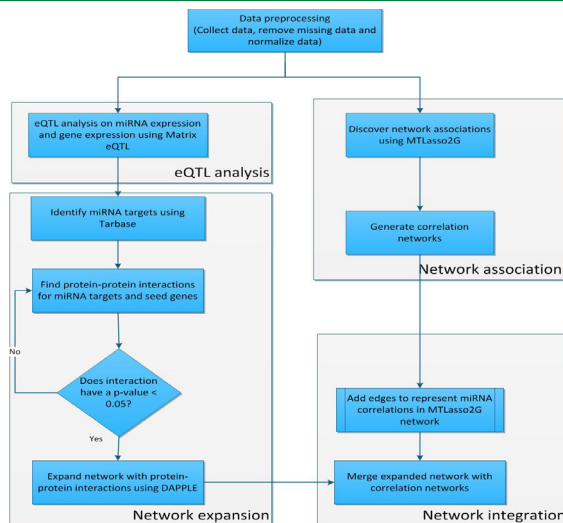 Data preprocessing
(Collect data, remove missing data and
normalize data)
eQTL analysis on miRNA expression
and gene expression using Matrix
eQTL
eQTL analysis
Identify miRNA targets using
Tarbase
Find protein-protein interactions
for miRNA targets and seed genes
No
Does interaction
have a p-value <
0.05?
Yes
Expand network with protein-
protein interactions using DAPPLE
Network expansion
Discover network associations
using MTLasso2G
Generate correlation
networks
Network association
Add edges to represent miRNA
correlations in MTLasso2G
network
Merge expanded network with
correlation networks
Network integration